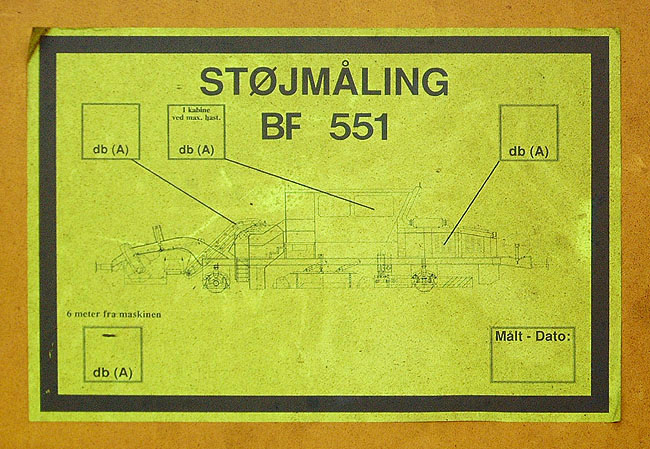 STØJMÅLING
BF 551
db (A)
I kabine
ved max. hast.
db (A)
db (A)
6 meter fra maskinen
db (A)
Målt - Dato: